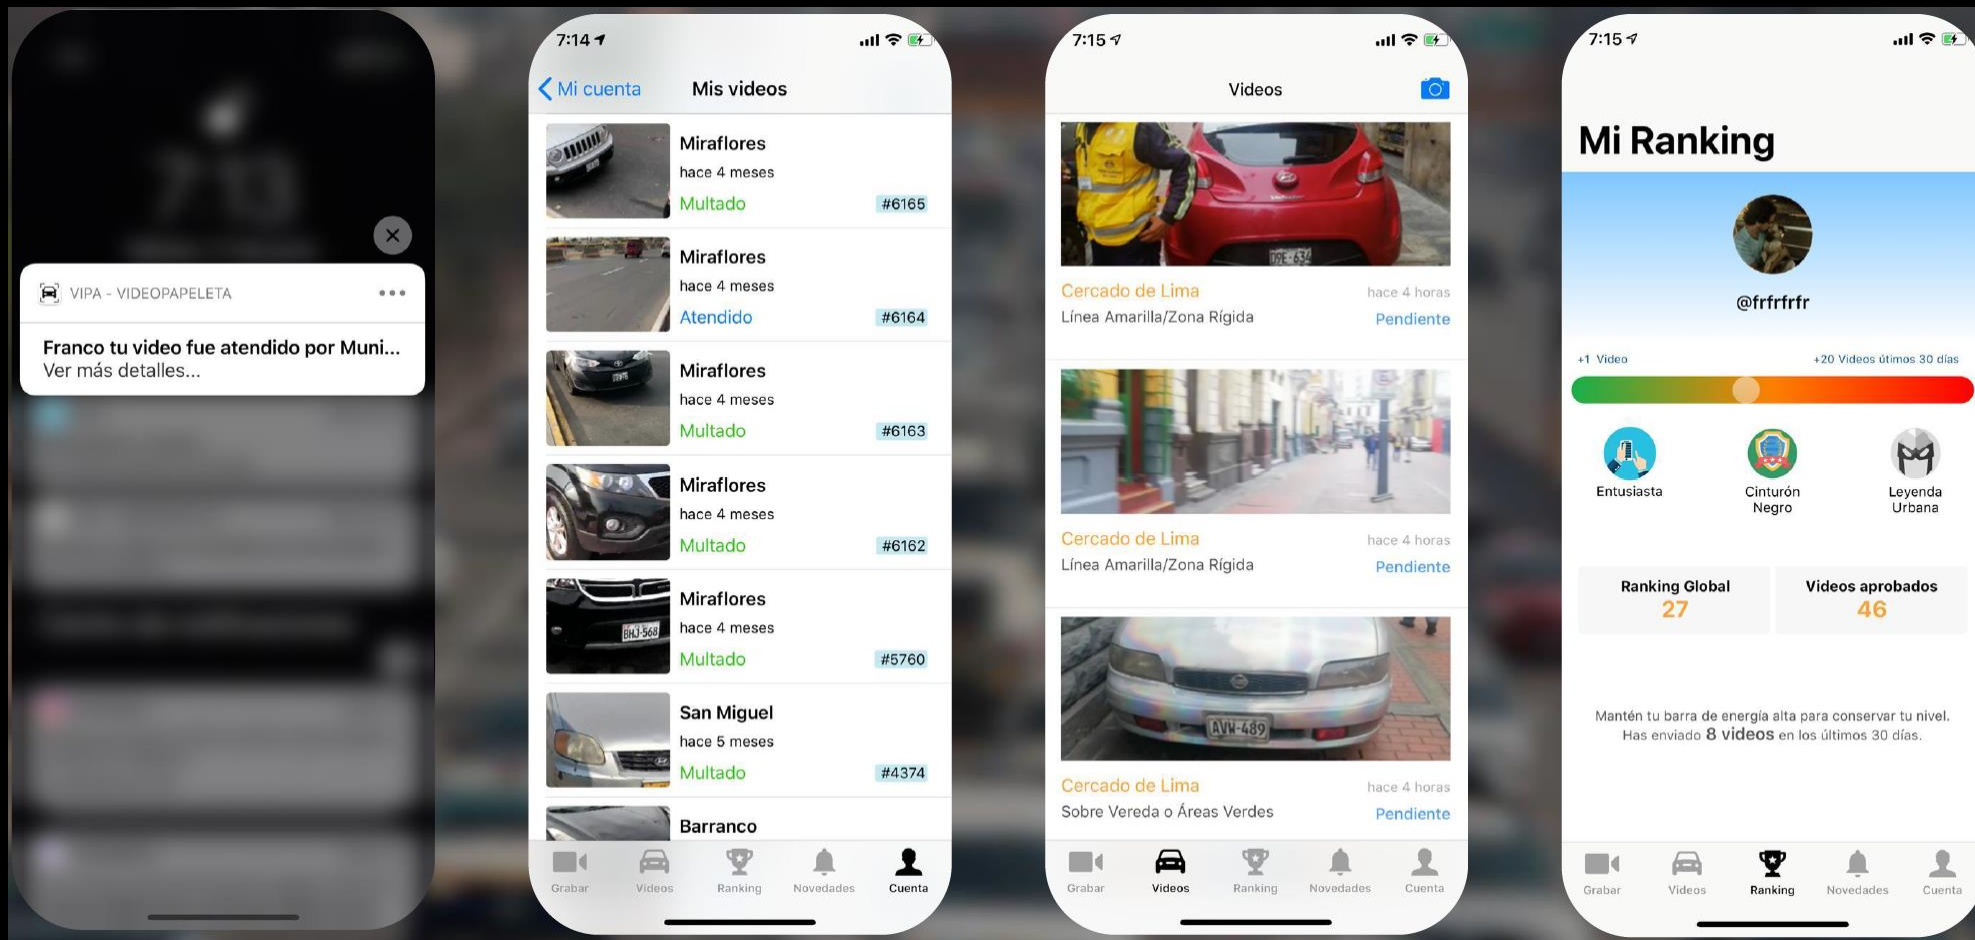 7:13
VIPA - VIDEOPAPELETA
Franco tu video fue atendido por Muni...
Ver más detalles...
7:14
Mi cuenta
Mis videos
Miraflores
hace 4 meses
Multado
#6165
Miraflores
hace 4 meses
Atendido
#6164
Miraflores
hace 4 meses
Multado
#6163
Miraflores
hace 4 meses
Multado
#6162
BHJ-568
Miraflores
hace 4 meses
Multado
#5760
San Miguel
hace 5 meses
Multado
#4374
Barranco
Grabar
Videos
Ranking
Novedades
Cuenta
7:15
Videos
D9E-634
Cercado de Lima
hace 4 horas
Línea Amarilla/Zona Rígida
Pendiente
Cercado de Lima
hace 4 horas
Línea Amarilla/Zona Rígida
Pendiente
AVW-489
Cercado de Lima
hace 4 horas
Sobre Vereda o Áreas Verdes
Pendiente
Grabar
Videos
Ranking
Novedades
Cuenta
7:15
Mi Ranking
@frfrfrfr
+1 Video
+20 Videos útimos 30 días
Entusiasta
Cinturón
Negro
Leyenda
Urbana
Ranking Global
27
Videos aprobados
46
Mantén tu barra de energía alta para conservar tu nivel.
Has enviado 8 videos en los últimos 30 días.
Grabar
Videos
Ranking
Novedades
Cuenta